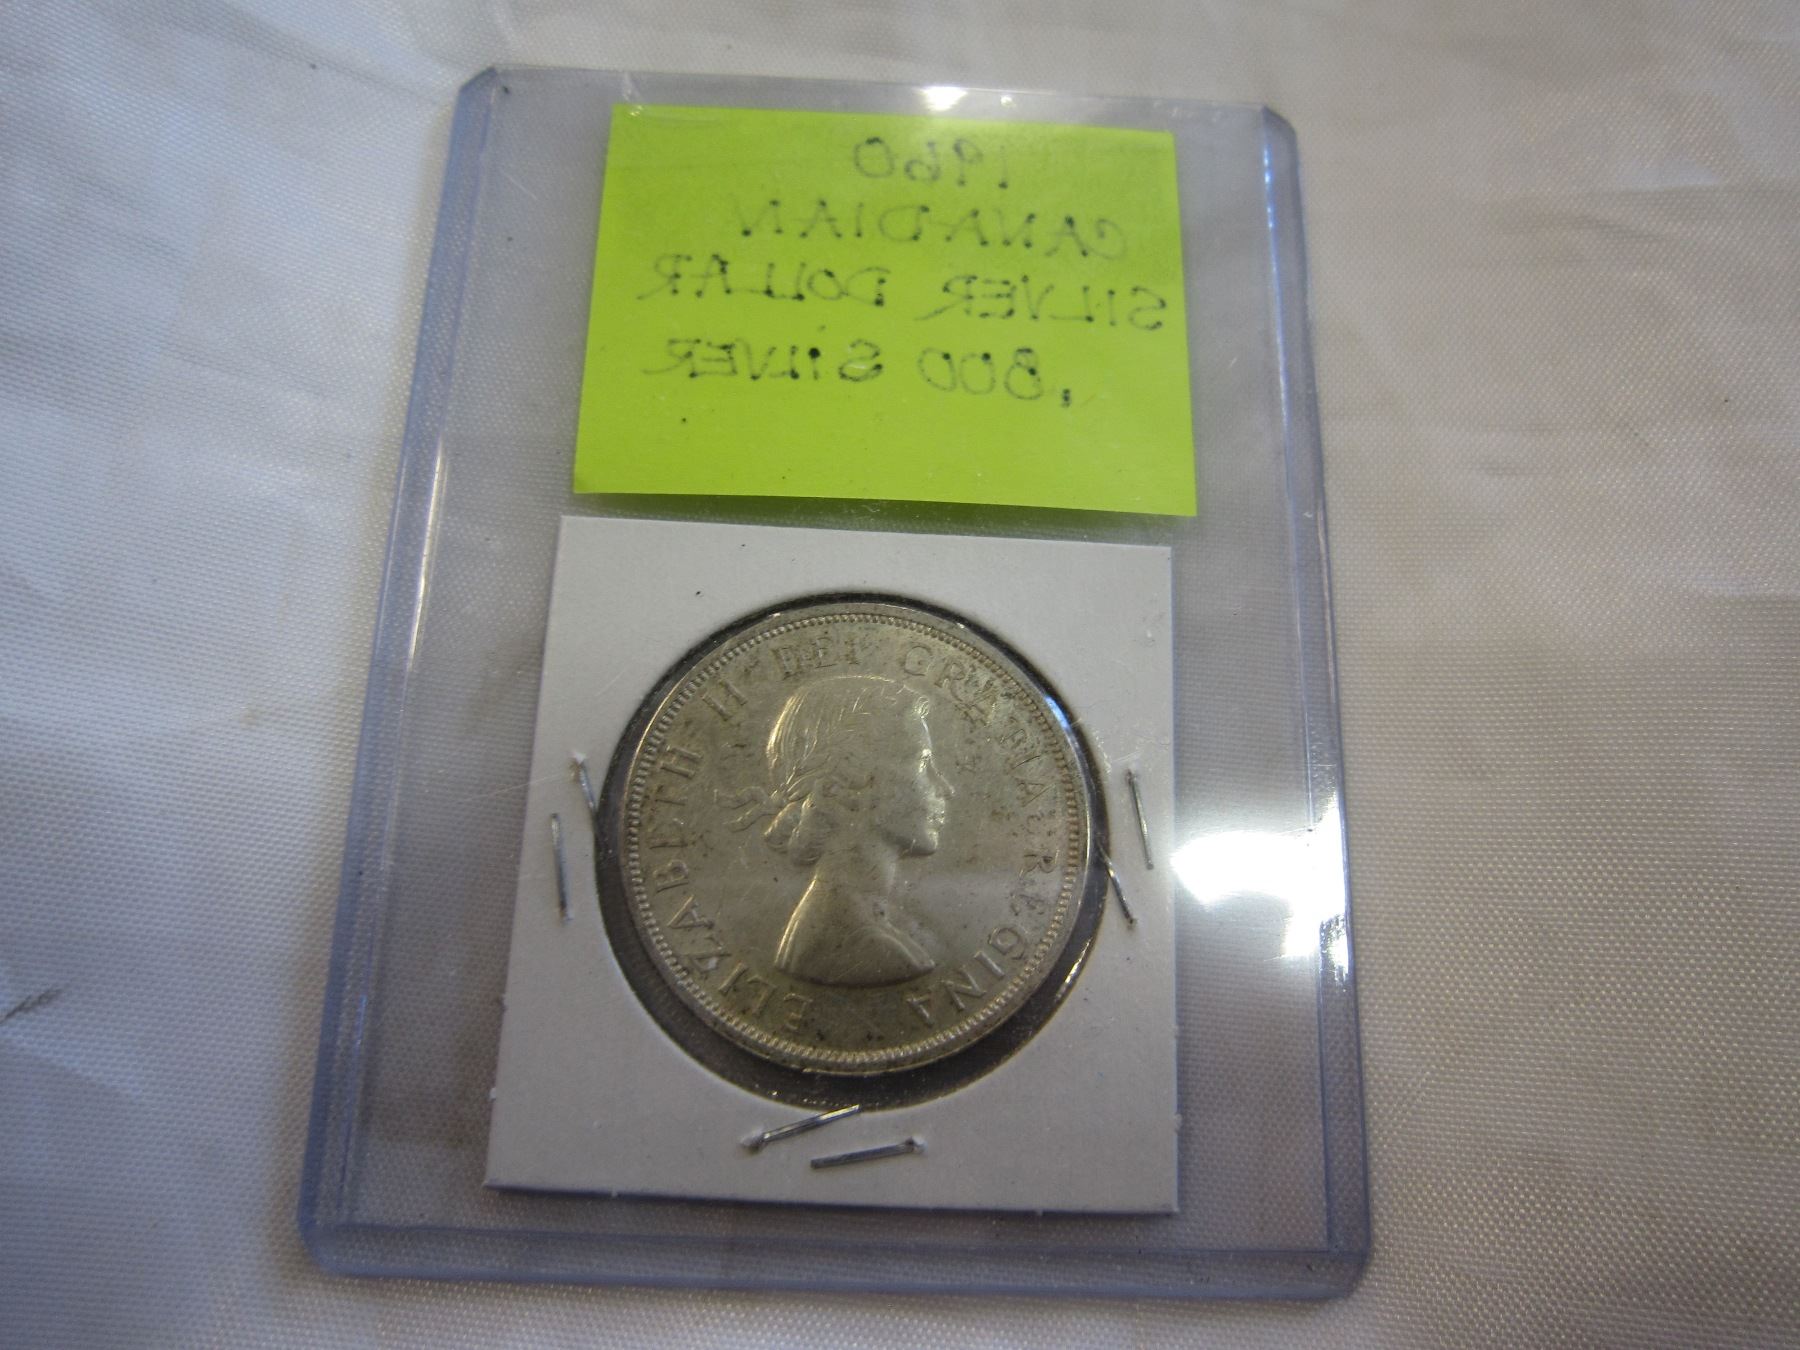 1960
CANADIAN
SILVER DOLLAR
.800 SILVER
ELIZABETH II DEI GRATIA REGINA